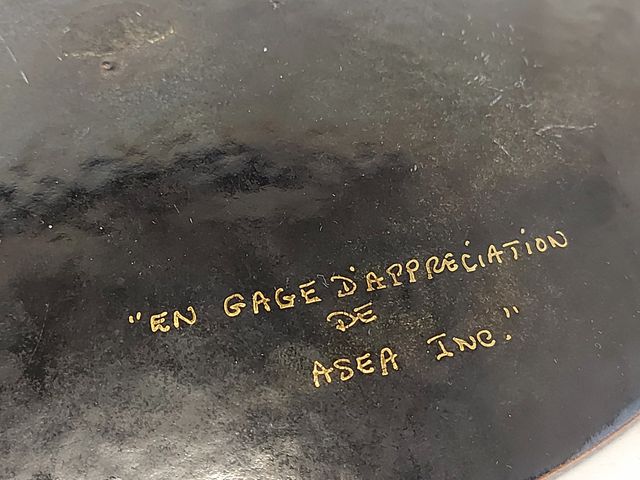 "EN GAGE D'APPRECIATION
DE
ASEA INC."